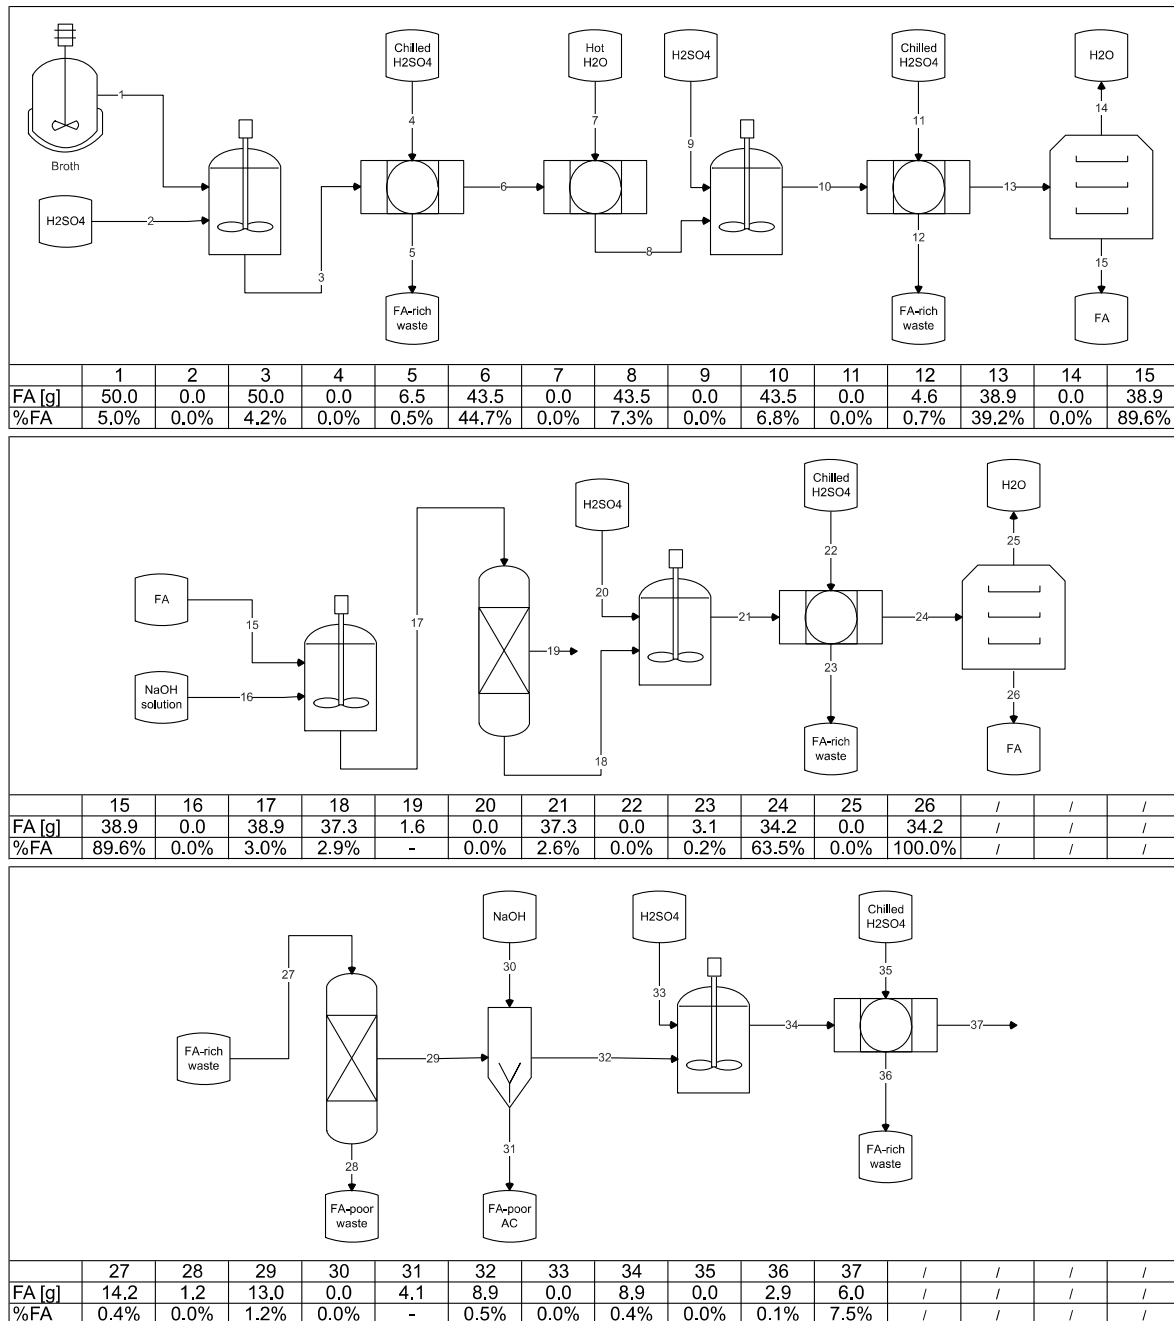 Chilled
H2SO4
Hot
H2O
H2SO4
Chilled
H2SO4
H2O
1
4
7
9
11
14
Broth
6
10
13
H2SO4
2
3
5
8
12
15
FA-rich
waste
FA-rich
waste
FA
1 2 3 4 5 6 7 8 9 10 11 12 13 14 15
FA [g] 50.0 0.0 50.0 0.0 6.5 43.5 0.0 43.5 0.0 43.5 0.0 4.6 38.9 0.0 38.9
%FA 5.0% 0.0% 4.2% 0.0% 0.5% 44.7% 0.0% 7.3% 0.0% 6.8% 0.0% 0.7% 39.2% 0.0% 89.6%
H2SO4
Chilled
H2SO4
H2O
22
25
FA
20
15
17
21
24
NaOH
solution
16
19
23
26
18
FA-rich
waste
FA
15 16 17 18 19 20 21 22 23 24 25 26 / / /
FA [g] 38.9 0.0 38.9 37.3 1.6 0.0 37.3 0.0 3.1 34.2 0.0 34.2 / / /
%FA 89.6% 0.0% 3.0% 2.9% - 0.0% 2.6% 0.0% 0.2% 63.5% 0.0% 100.0% / / /
NaOH
H2SO4
Chilled
H2SO4
27
30
33
35
34
37
FA-rich
waste
29
32
36
28
31
FA-rich
waste
FA-poor
waste
FA-poor
AC
27 28 29 30 31 32 33 34 35 36 37 / / / /
FA [g] 14.2 1.2 13.0 0.0 4.1 8.9 0.0 8.9 0.0 2.9 6.0 / / / /
%FA 0.4% 0.0% 1.2% 0.0% - 0.5% 0.0% 0.4% 0.0% 0.1% 7.5% / / / /